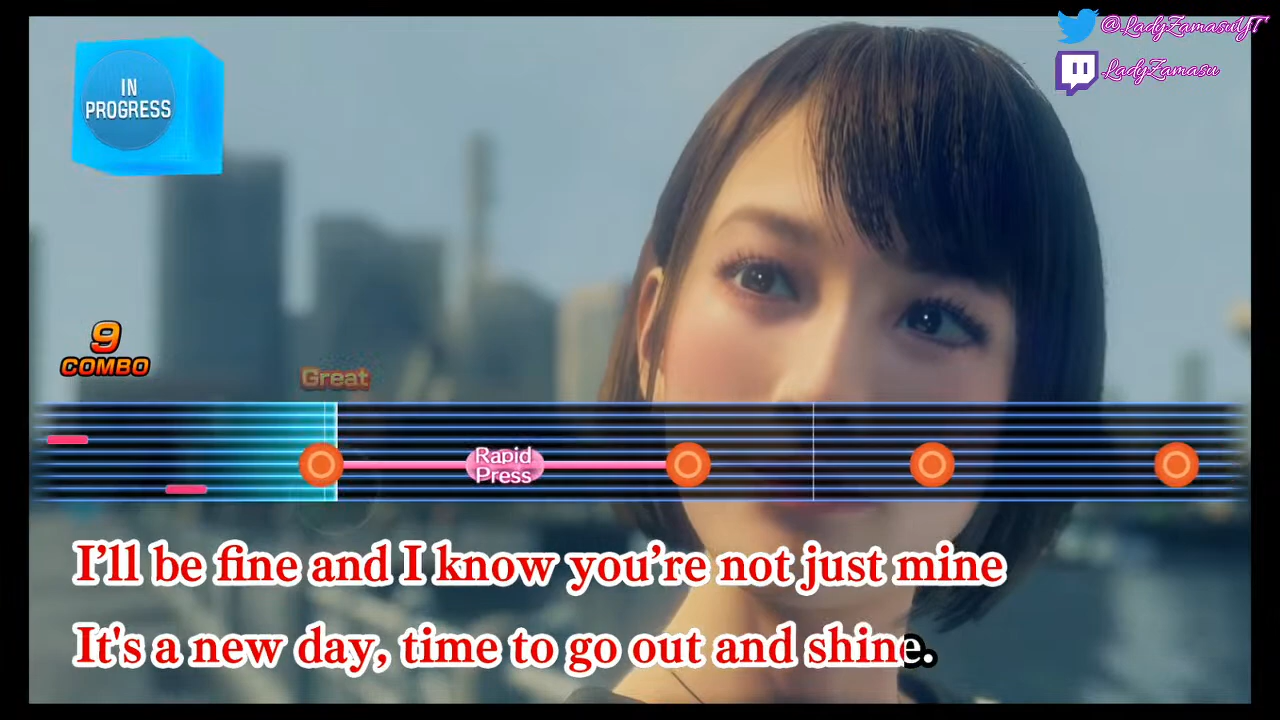 @LadyZamasuYT
LadyZamasu
IN
PROGRESS
9
COMBO
Great
Rapid
Press
I’ll be fine and I know you’re not just mine
It's a new day, time to go out and shine.